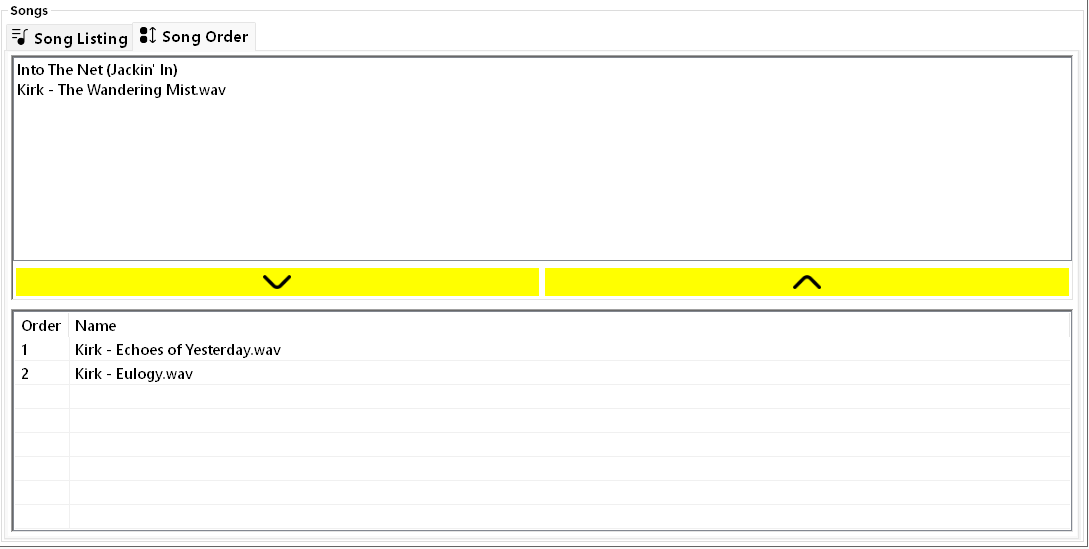 Songs
Song Listing
Song Order
Into The Net (Jackin' In)
Kirk - The Wandering Mist.wav
Order Name
1 Kirk - Echoes of Yesterday.wav
2 Kirk - Eulogy.wav